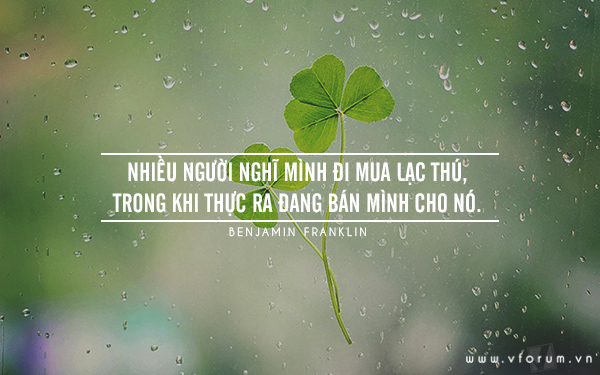 NHIỀU NGƯỜI NGHĨ MÌNH ĐI MUA LẠC THÚ,
TRONG KHI THỰC RA ĐANG BÁN MÌNH CHO NÓ.
BENJAMIN FRANKLIN
www.vforum.vn